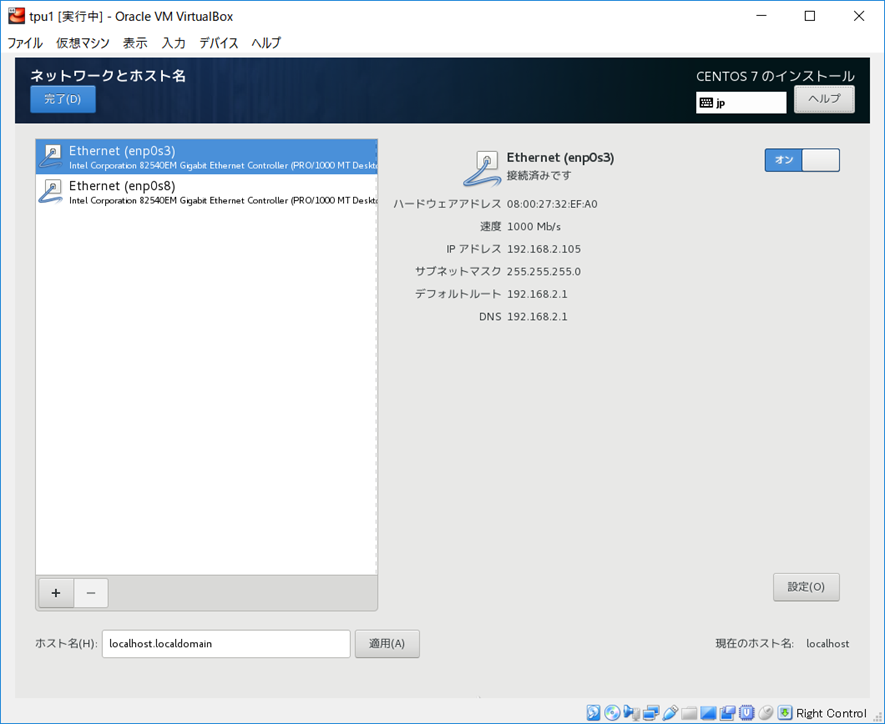 tpu1 [実行中] - Oracle VM VirtualBox
ファイル 仮想マシン 表示 入力 デバイス ヘルプ
ネットワークとホスト名
完了(D)
CENTOS 7 のインストール
jp
ヘルプ
Ethernet (enp0s3)
Intel Corporation 82540EM Gigabit Ethernet Controller (PRO/1000 MT Deskt
Ethernet (enp0s8)
Intel Corporation 82540EM Gigabit Ethernet Controller (PRO/1000 MT Deskt
Ethernet (enp0s3)
接続済みです
オン
ハードウェアアドレス 08:00:27:32:EF:A0
速度 1000 Mb/s
IP アドレス 192.168.2.105
サブネットマスク 255.255.255.0
デフォルトルート 192.168.2.1
DNS 192.168.2.1
+ −
設定(O)
ホスト名(H): localhost.localdomain 適用(A)
現在のホスト名: localhost
Right Control